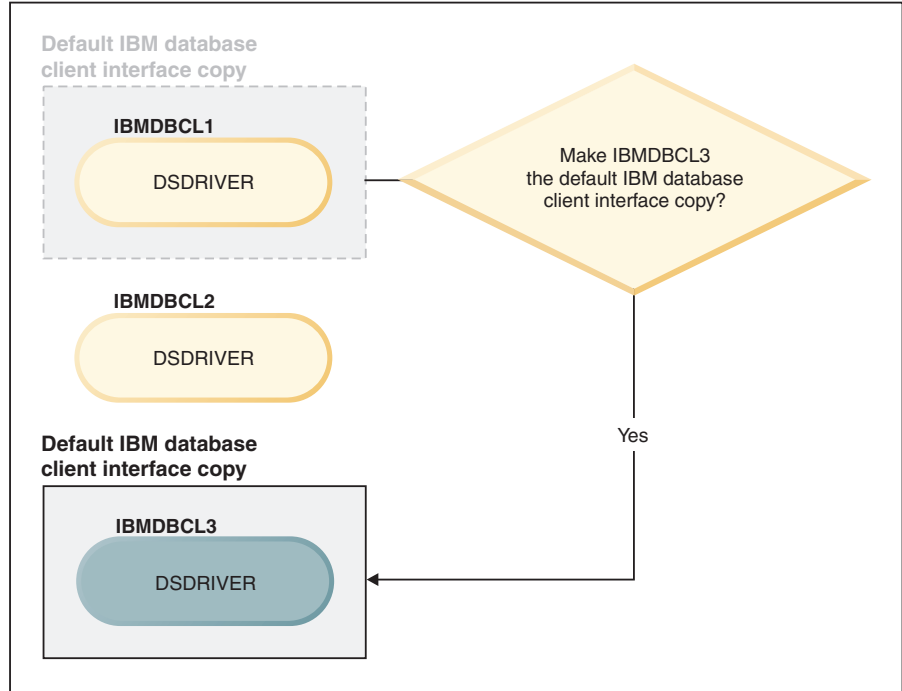 Default IBM database
client interface copy
IBMDBCL1
DSDRIVER
Make IBMDBCL3
the default IBM database
client interface copy?
IBMDBCL2
DSDRIVER
Yes
Default IBM database
client interface copy
IBMDBCL3
DSDRIVER